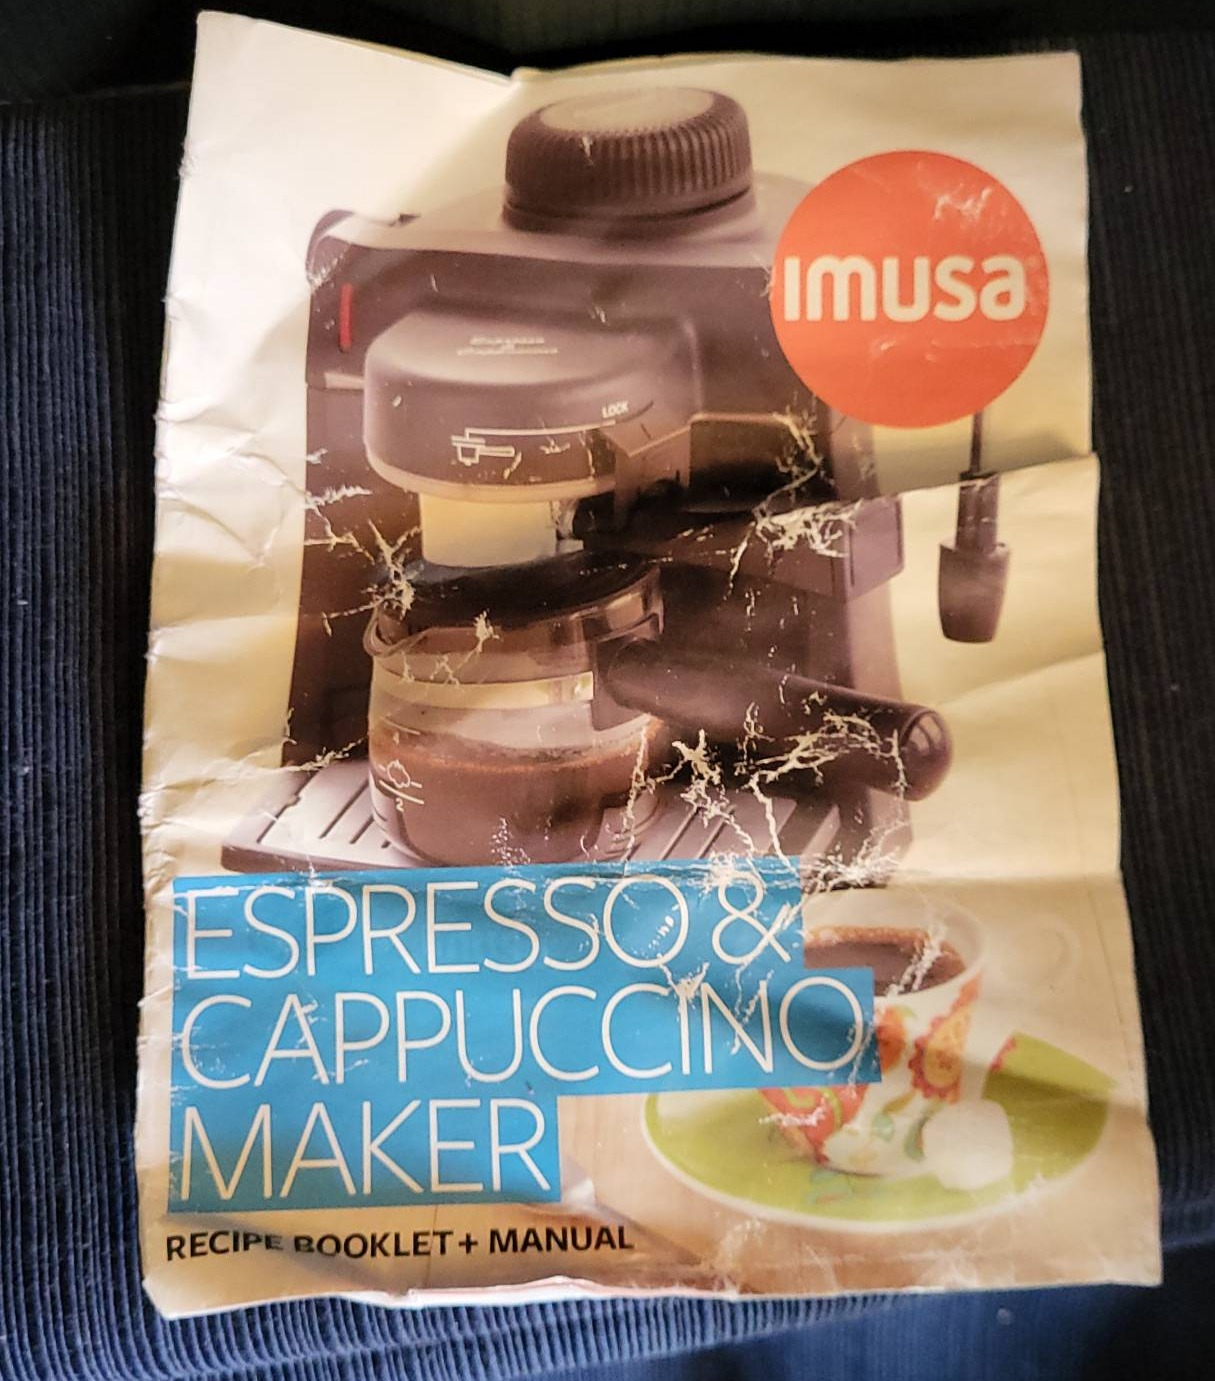 IMUSA
LOCK
ESPRESSO &
CAPPUCCINO
MAKER
RECIPE BOOKLET + MANUAL